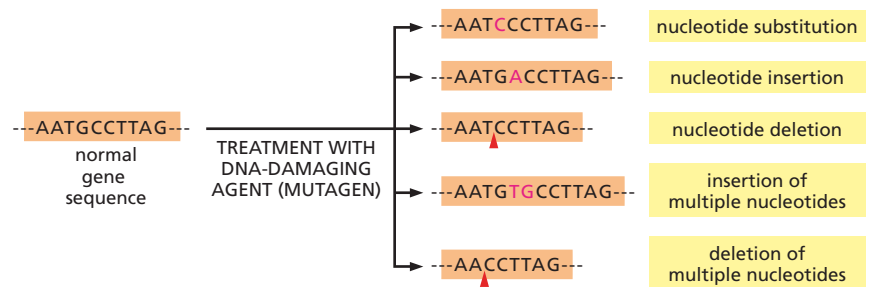 ---AATCCCTTAG---
nucleotide substitution
---AATGACCTTAG---
nucleotide insertion
---AATGCCTTAG---
normal
gene
sequence
TREATMENT WITH
DNA-DAMAGING
AGENT (MUTAGEN)
---AATCCTTAG---
nucleotide deletion
---AATGTGCCTTAG---
insertion of
multiple nucleotides
---AACCTTAG---
deletion of
multiple nucleotides